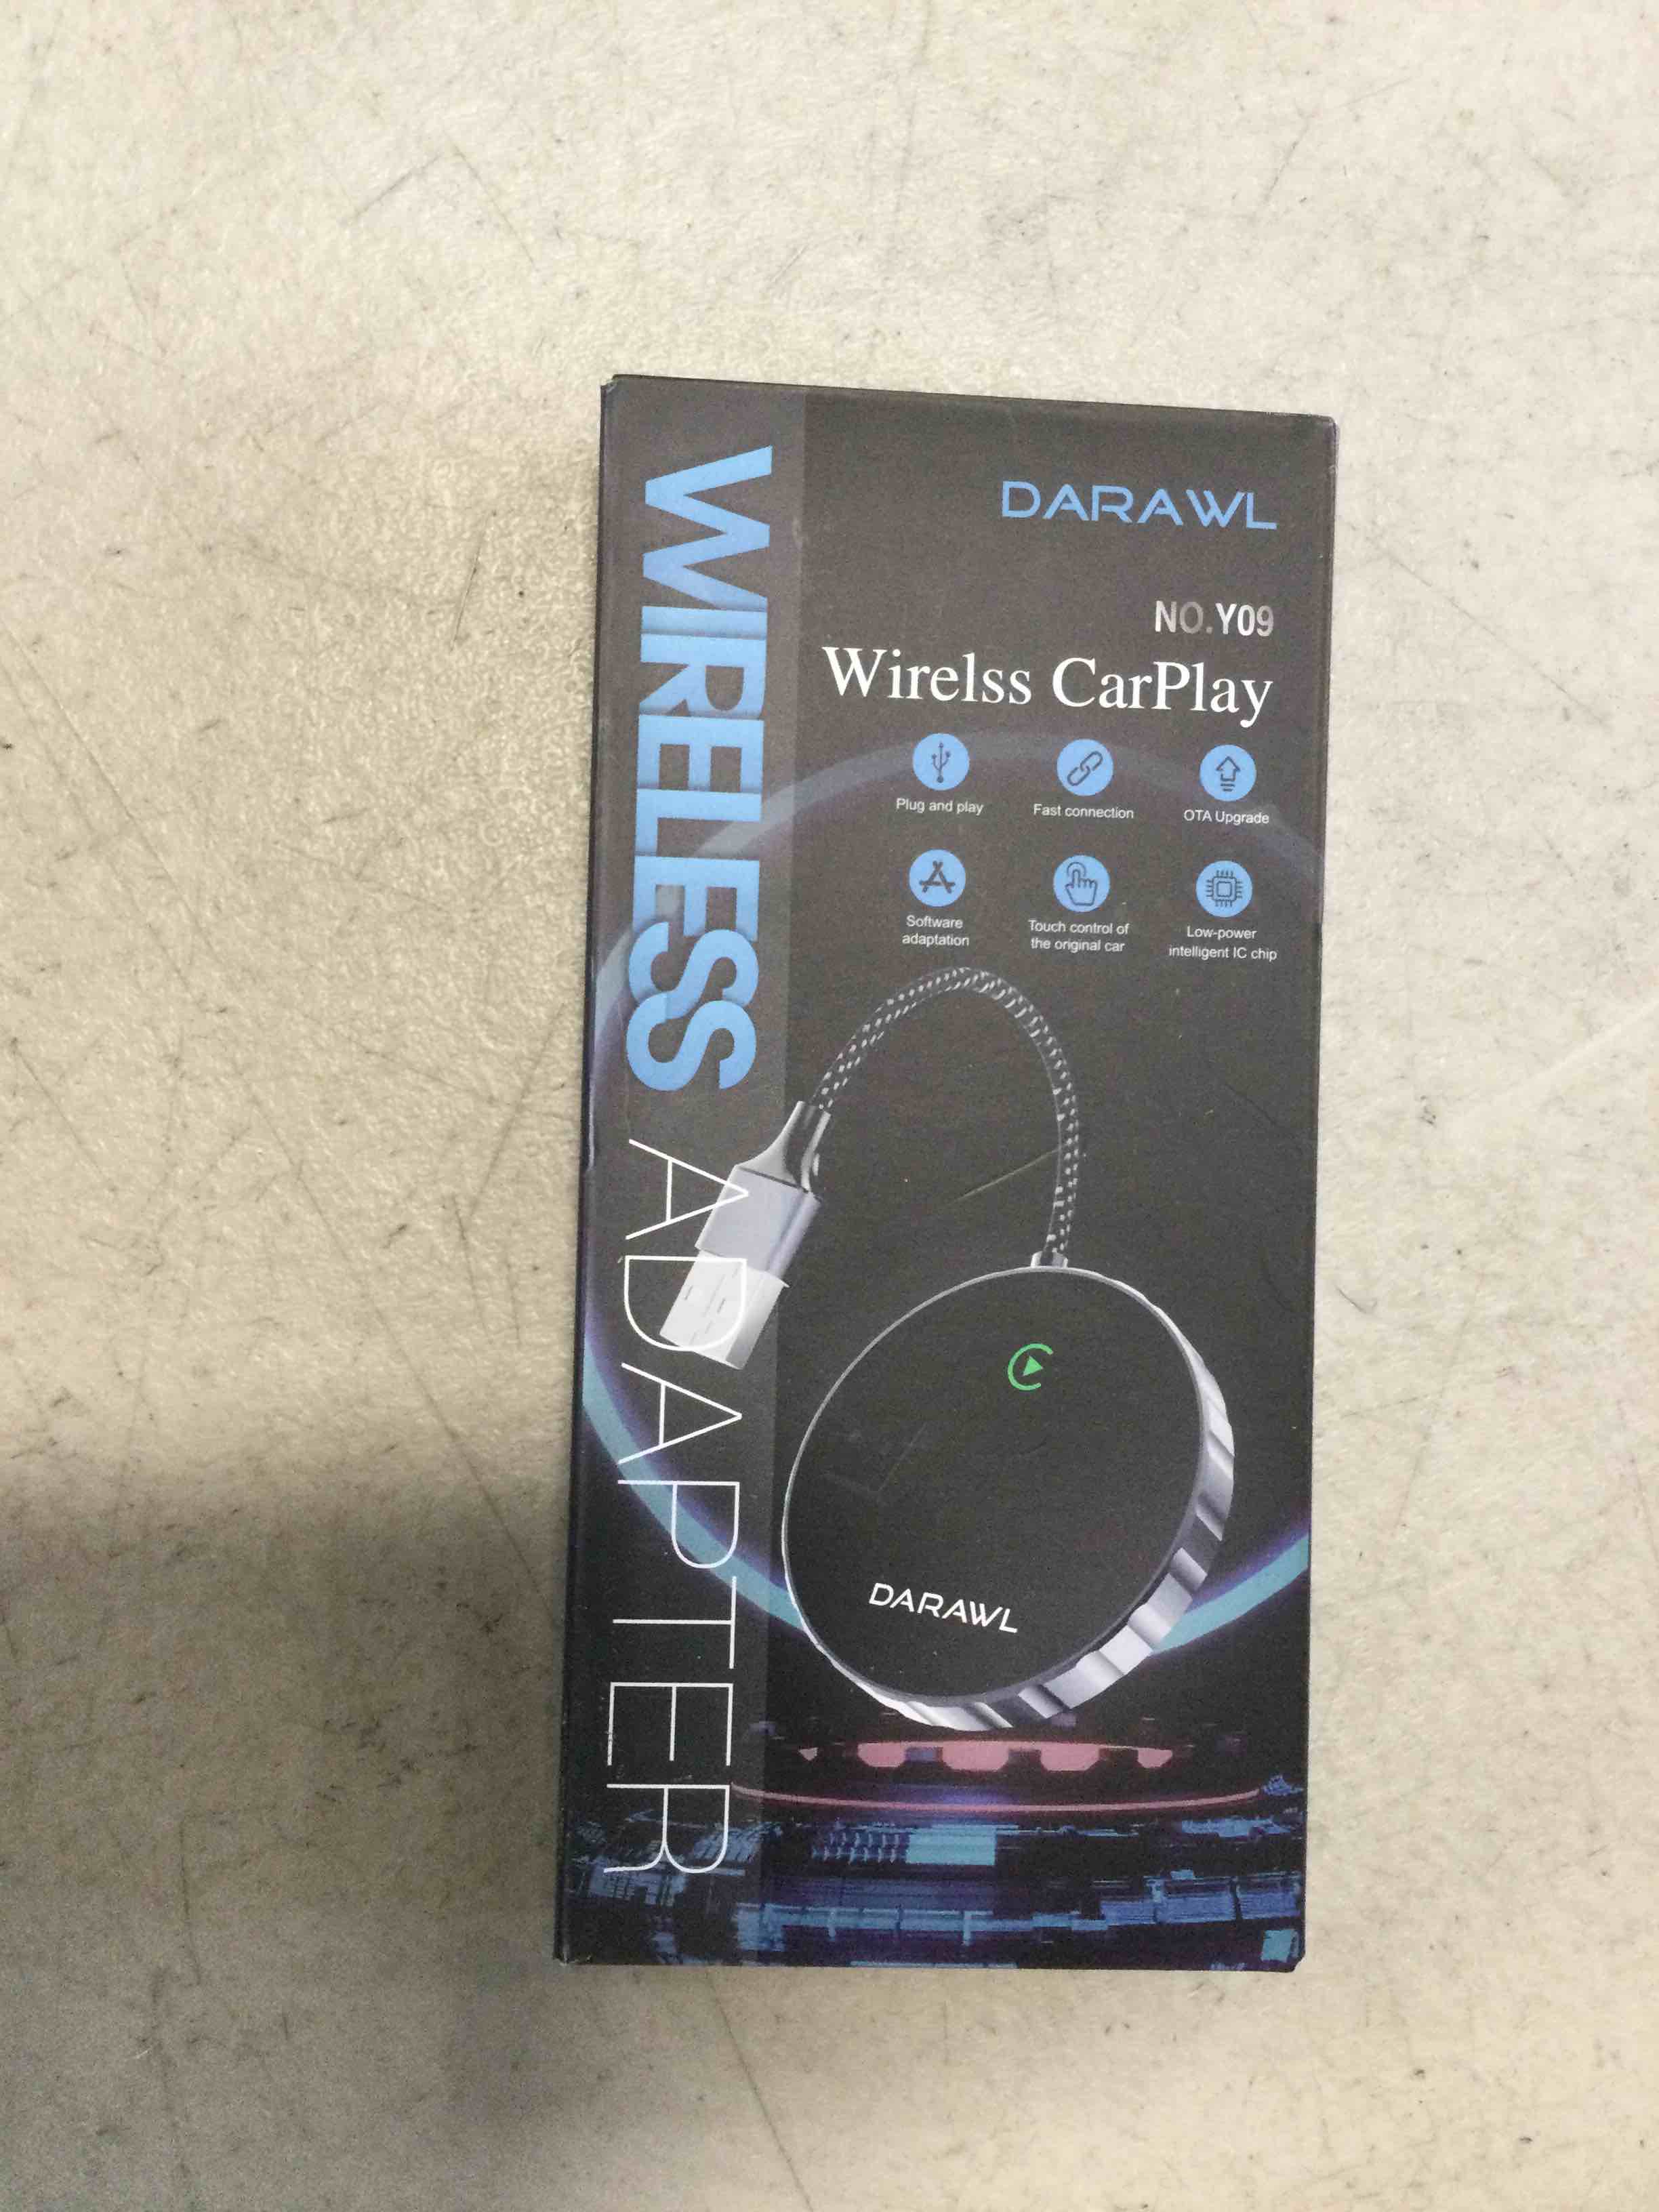 DARAWL
NO.Y09
Wirelss CarPlay
Plug and play
Fast connection
OTA Upgrade
Software
adaptation
Touch control of
the original car
Low-power
intelligent IC chip
WIRELESS ADAPTER
DARAWL